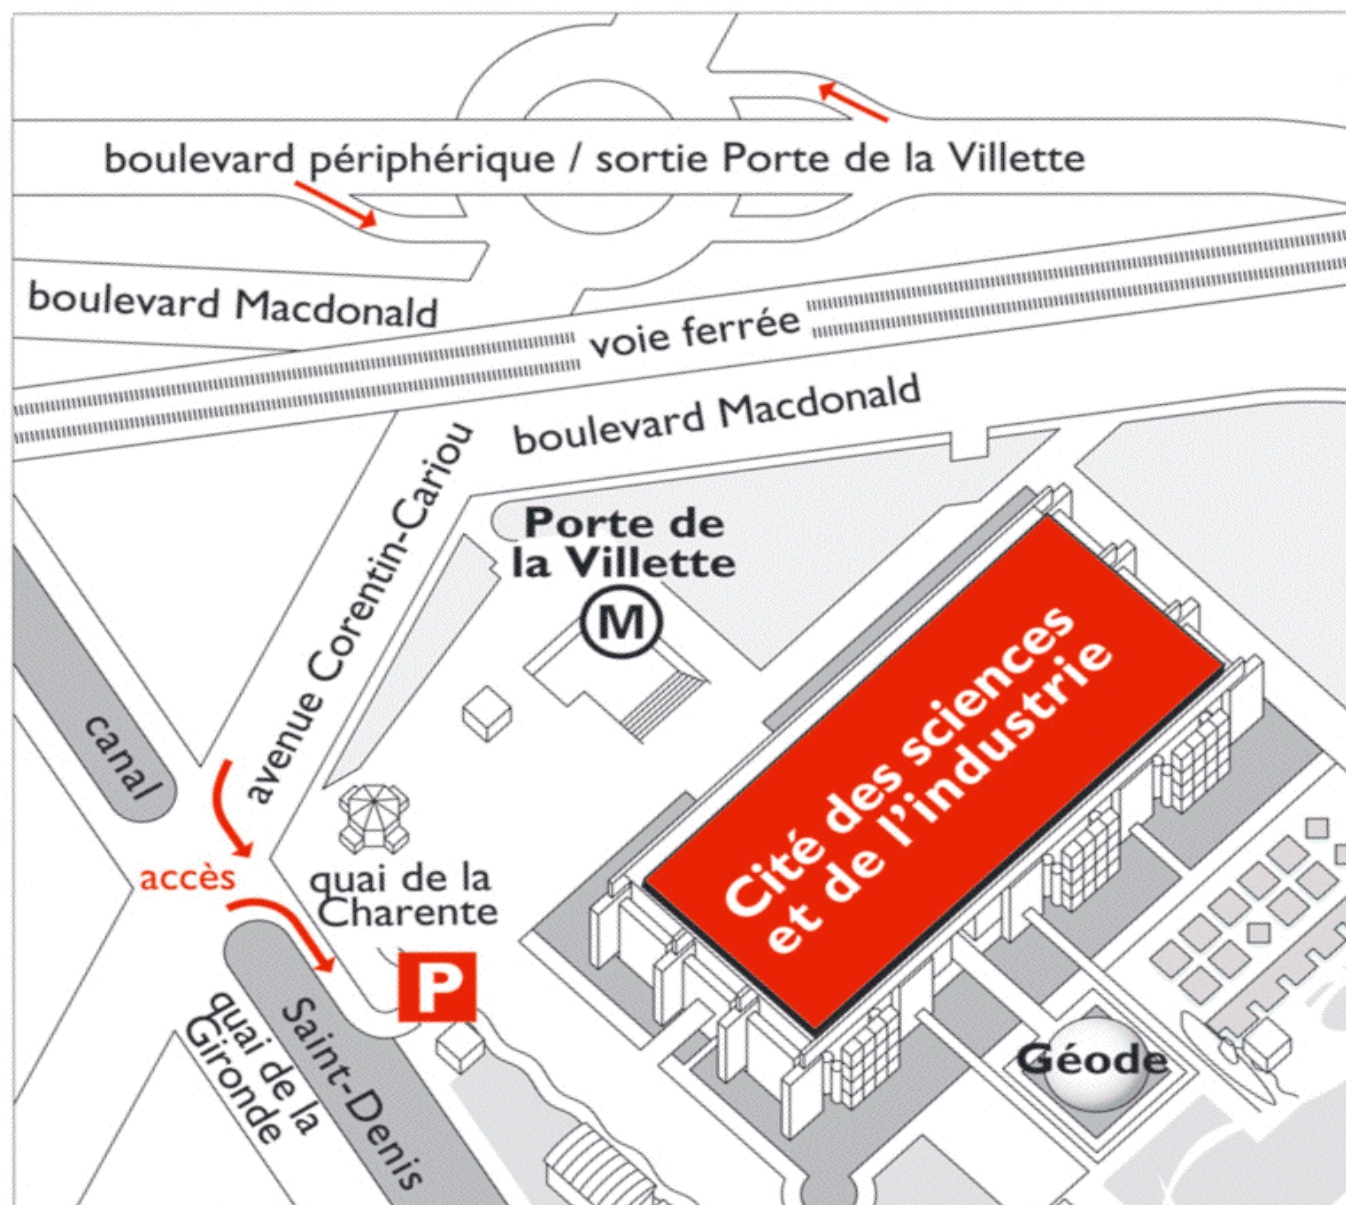 boulevard périphérique / sortie Porte de la Villette
boulevard Macdonald
voie ferrée
boulevard Macdonald
avenue Corentin-Cariou
Porte de
la Villette
M
Cité des sciences
et de l'industrie
canal
accès
quai de la
Charente
P
quai de la
Gironde
Saint-Denis
Géode